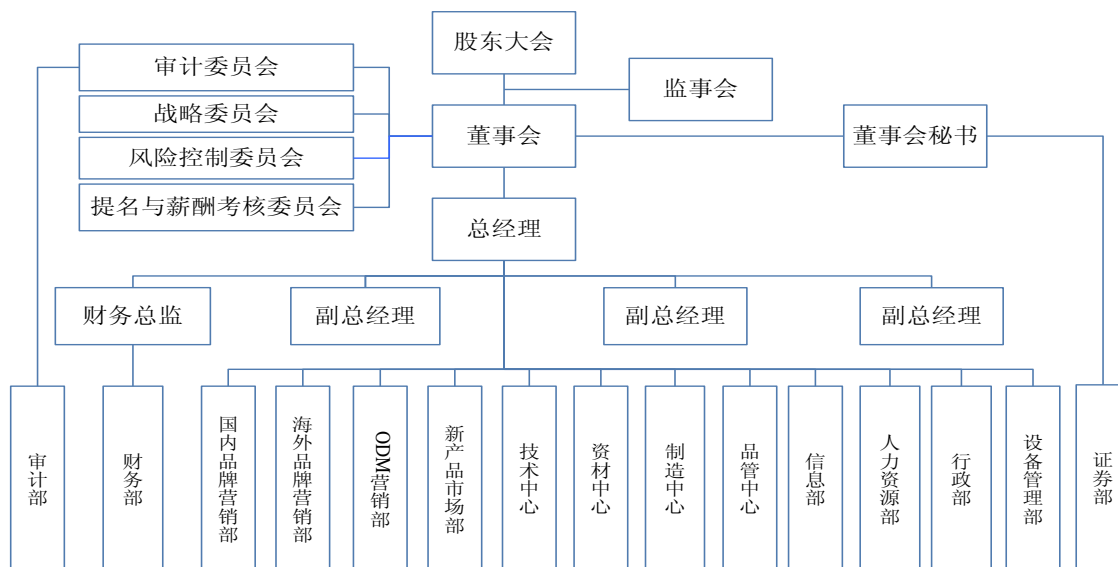 股东大会
审计委员会
监事会
战略委员会
董事会
董事会秘书
风险控制委员会
提名与薪酬考核委员会
总经理
财务总监
副总经理
副总经理
副总经理
审计部
财务部
国内品牌营销部
海外品牌营销部
ODM营销部
新产品市场部
技术中心
资材中心
制造中心
品管中心
信息部
人力资源部
行政部
设备管理部
证券部